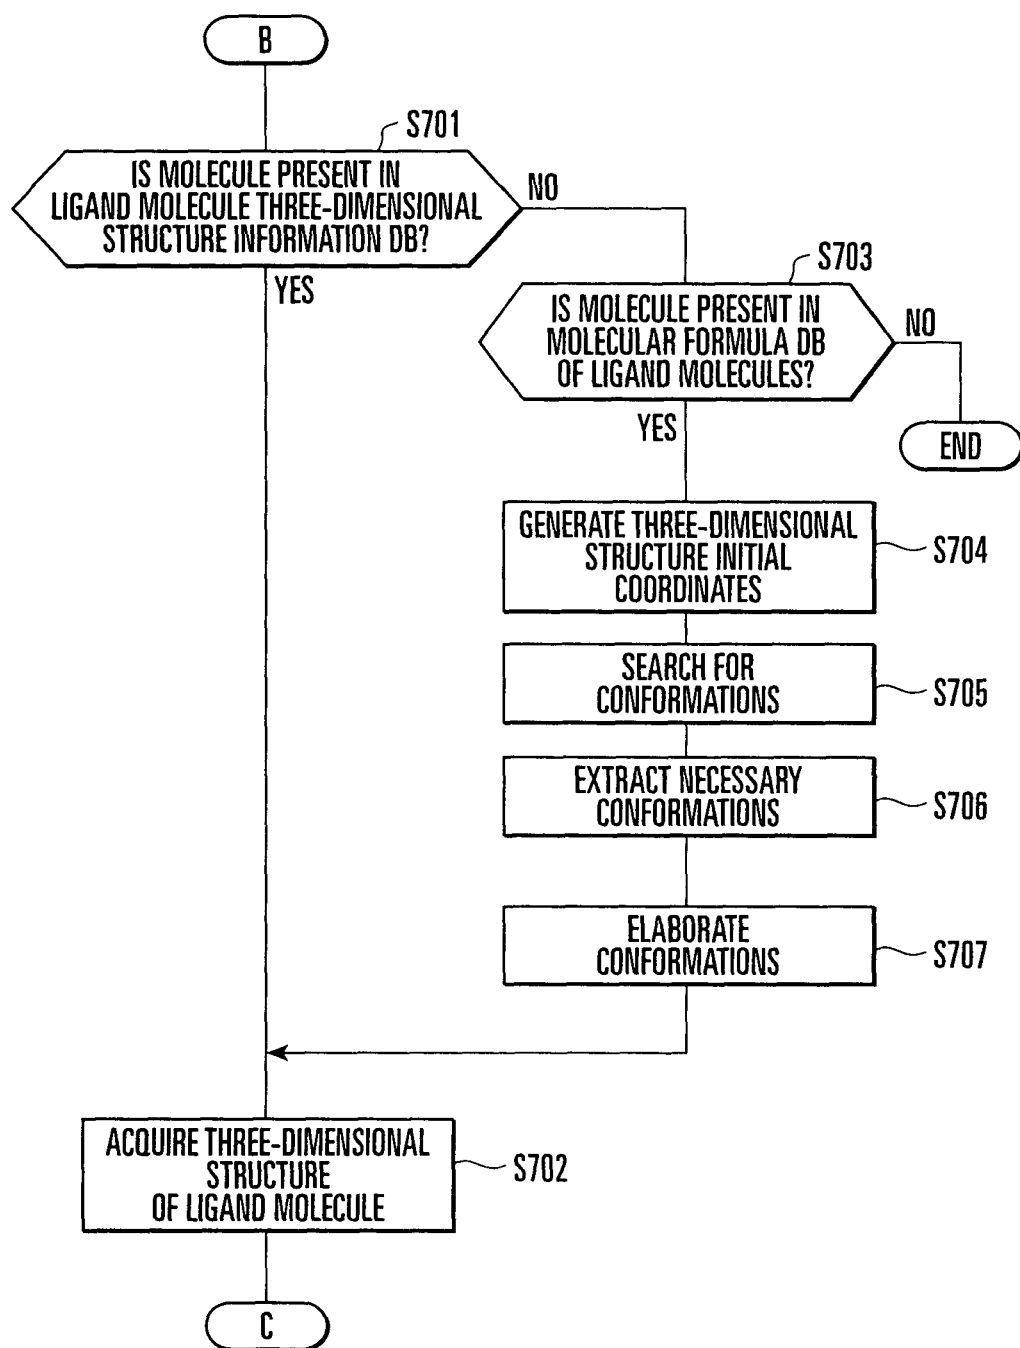 B
S701
IS MOLECULE PRESENT IN
LIGAND MOLECULE THREE-DIMENSIONAL
STRUCTURE INFORMATION DB?
NO
YES
S703
IS MOLECULE PRESENT IN
MOLECULAR FORMULA DB
OF LIGAND MOLECULES?
NO
YES
END
GENERATE THREE-DIMENSIONAL
STRUCTURE INITIAL
COORDINATES
S704
SEARCH FOR
CONFORMATIONS
S705
EXTRACT NECESSARY
CONFORMATIONS
S706
ELABORATE
CONFORMATIONS
S707
ACQUIRE THREE-DIMENSIONAL
STRUCTURE
OF LIGAND MOLECULE
S702
C